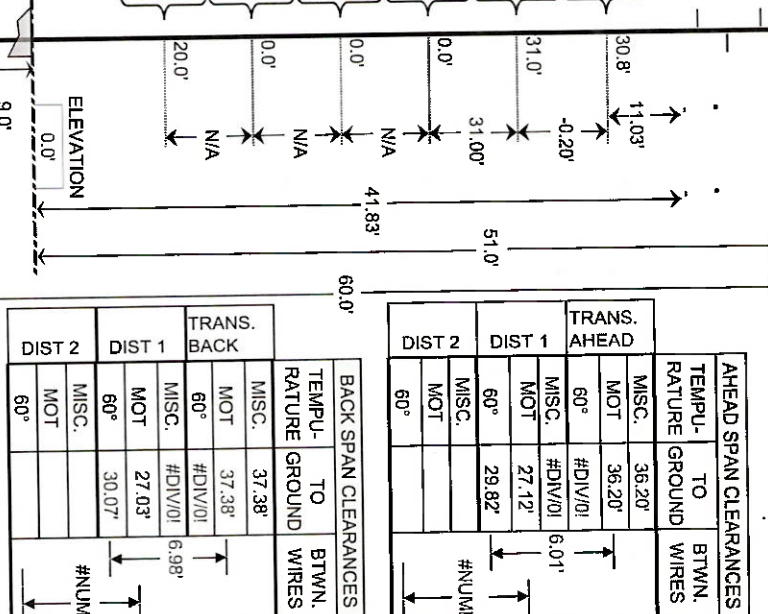 30.8'
11.03'
-0.20'
31.0'
31.00'
0.0'
N/A
0.0'
N/A
0.0'
N/A
20.0'
41.83'
51.0'
60.0'
ELEVATION
0.0'
9.0'
AHEAD SPAN CLEARANCES
TEMPU-RATURE TO GROUND BTWN. WIRES
TRANS. AHEAD
MISC. 36.20'
MOT 36.20'
60° #DIV/0!
6.01'
DIST 1
MISC. #DIV/0!
MOT 27.12'
60° 29.82'
DIST 2
MISC.
MOT
60°
#NUM
BACK SPAN CLEARANCES
TEMPU-RATURE TO GROUND BTWN. WIRES
TRANS. BACK
MISC. 37.38'
MOT 37.38'
60° #DIV/0!
6.98'
DIST 1
MISC. #DIV/0!
MOT 27.03'
60° 30.07'
DIST 2
MISC.
MOT
60°
#NUM